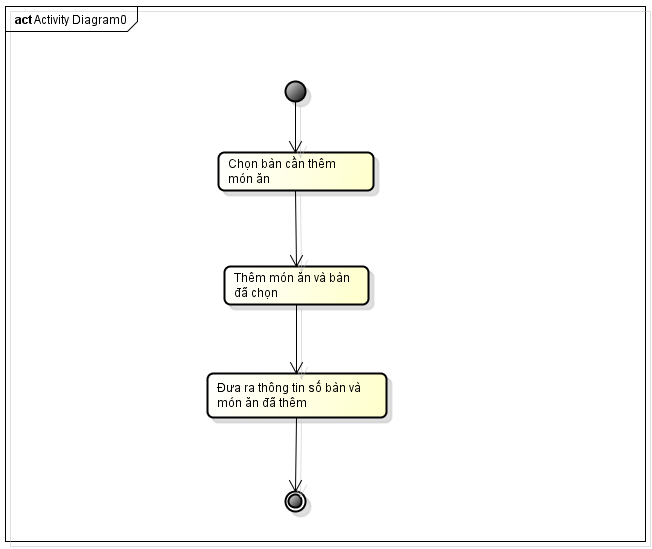 act Activity Diagram0
Chọn bàn cần thêm
món ăn
Thêm món ăn và bàn
đã chọn
Đưa ra thông tin số bàn và
món ăn đã thêm